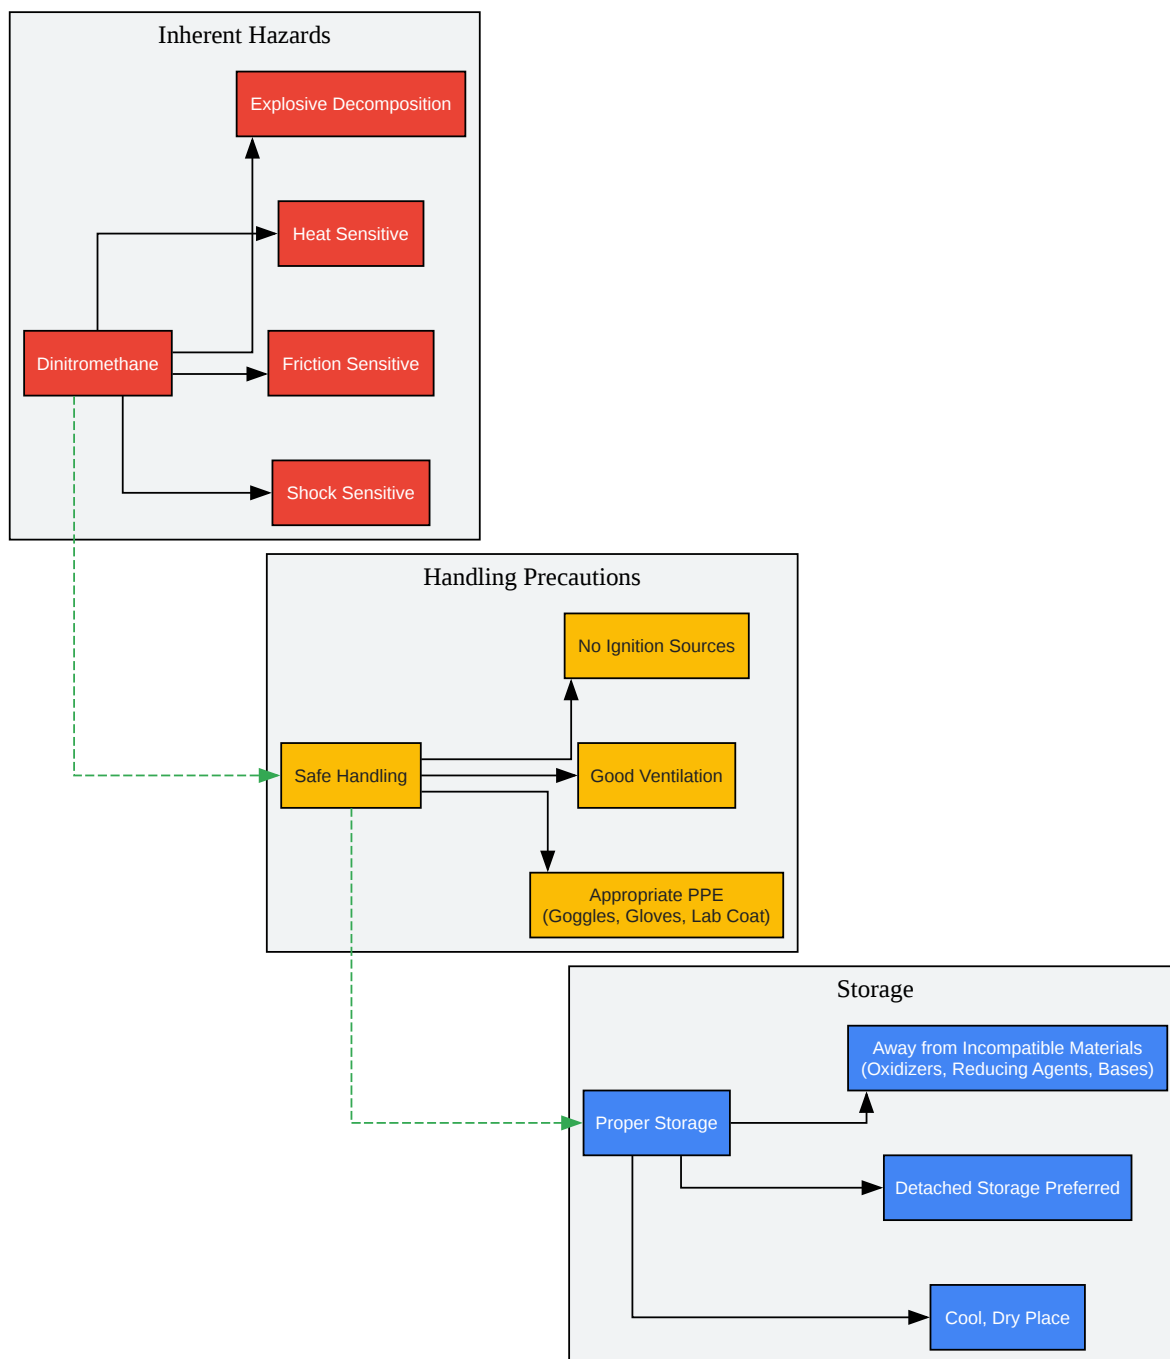 Inherent Hazards
Explosive Decomposition
Heat Sensitive
Dinitromethane
Friction Sensitive
Shock Sensitive
Handling Precautions
No Ignition Sources
Safe Handling
Good Ventilation
Appropriate PPE
(Goggles, Gloves, Lab Coat)
Storage
Away from Incompatible Materials
(Oxidizers, Reducing Agents, Bases)
Proper Storage
Detached Storage Preferred
Cool, Dry Place